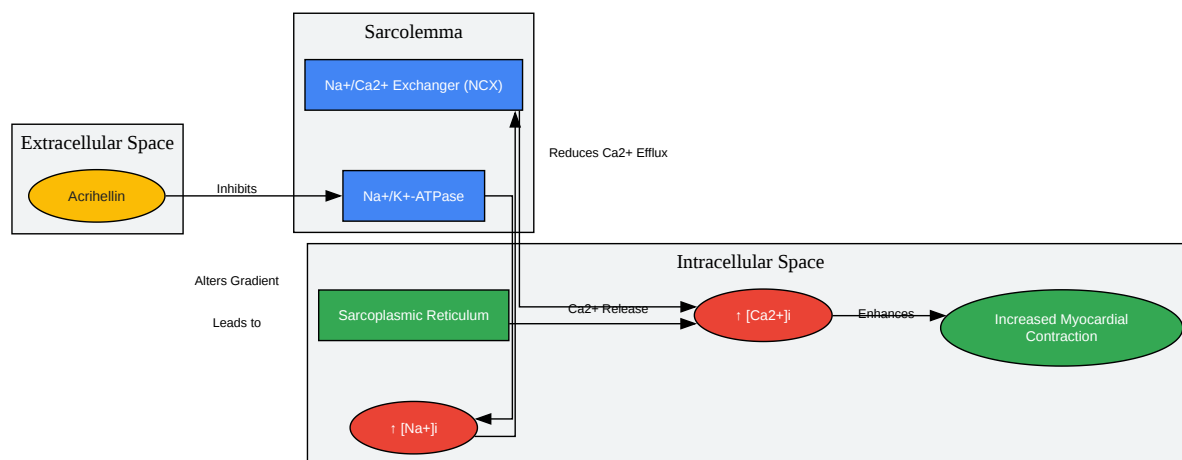 Sarcolemma
Na+/Ca2+ Exchanger (NCX)
Extracellular Space
Reduces Ca2+ Efflux
Acrihellin
Inhibits
Na+/K+-ATPase
Intracellular Space
Alters Gradient
Sarcoplasmic Reticulum
Ca2+ Release
↑ [Ca2+]i
Enhances
Increased Myocardial
Contraction
Leads to
↑ [Na+]i